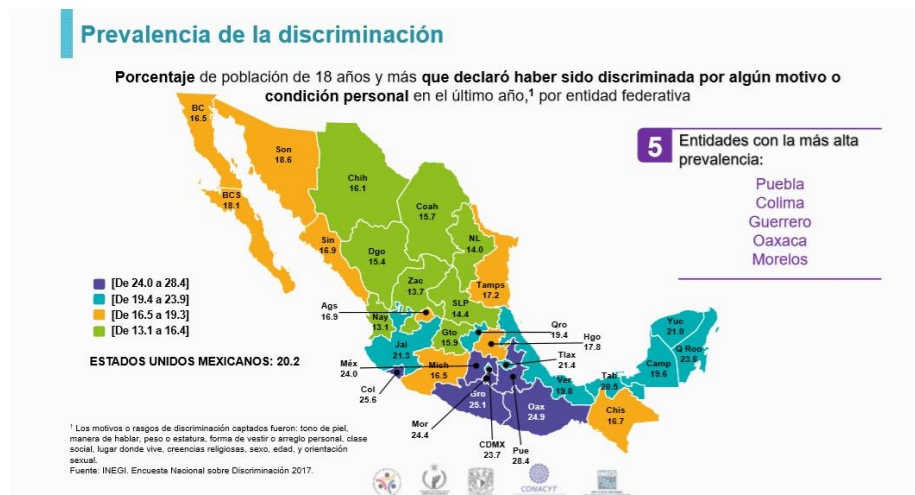 Prevalencia de la discriminación
Porcentaje de población de 18 años y más que declaró haber sido discriminada por algún motivo o
condición personal en el último año,¹ por entidad federativa
5
Entidades con la más alta
prevalencia:
Puebla
Colima
Guerrero
Oaxaca
Morelos
BC
16.5
Son
18.6
Chih
16.1
BCS
18.1
Coah
15.7
Sin
16.9
NL
14.0
Dgo
15.4
Zac
13.7
Tamps
17.2
SLP
14.4
Ags
16.9
Nay
13.1
Gto
15.9
Qro
19.4
Hgo
17.8
Tlax
21.4
Yuc
21.0
Q Roo
23.6
Camp
19.6
Jal
21.3
Méx
24.0
Mich
16.5
Col
25.6
Ver
19.8
Tab
20.5
Gro
25.1
Oax
24.9
Chis
16.7
Mor
24.4
CDMX
23.7
Pue
28.4
[De 24.0 a 28.4]
[De 19.4 a 23.9]
[De 16.5 a 19.3]
[De 13.1 a 16.4]
ESTADOS UNIDOS MEXICANOS: 20.2
¹ Los motivos o rasgos de discriminación captados fueron: tono de piel,
manera de hablar, peso o estatura, forma de vestir o arreglo personal, clase
social, lugar donde vive, creencias religiosas, sexo, edad, y orientación
sexual.
Fuente: INEGI. Encuesta Nacional sobre Discriminación 2017.
CONACYT